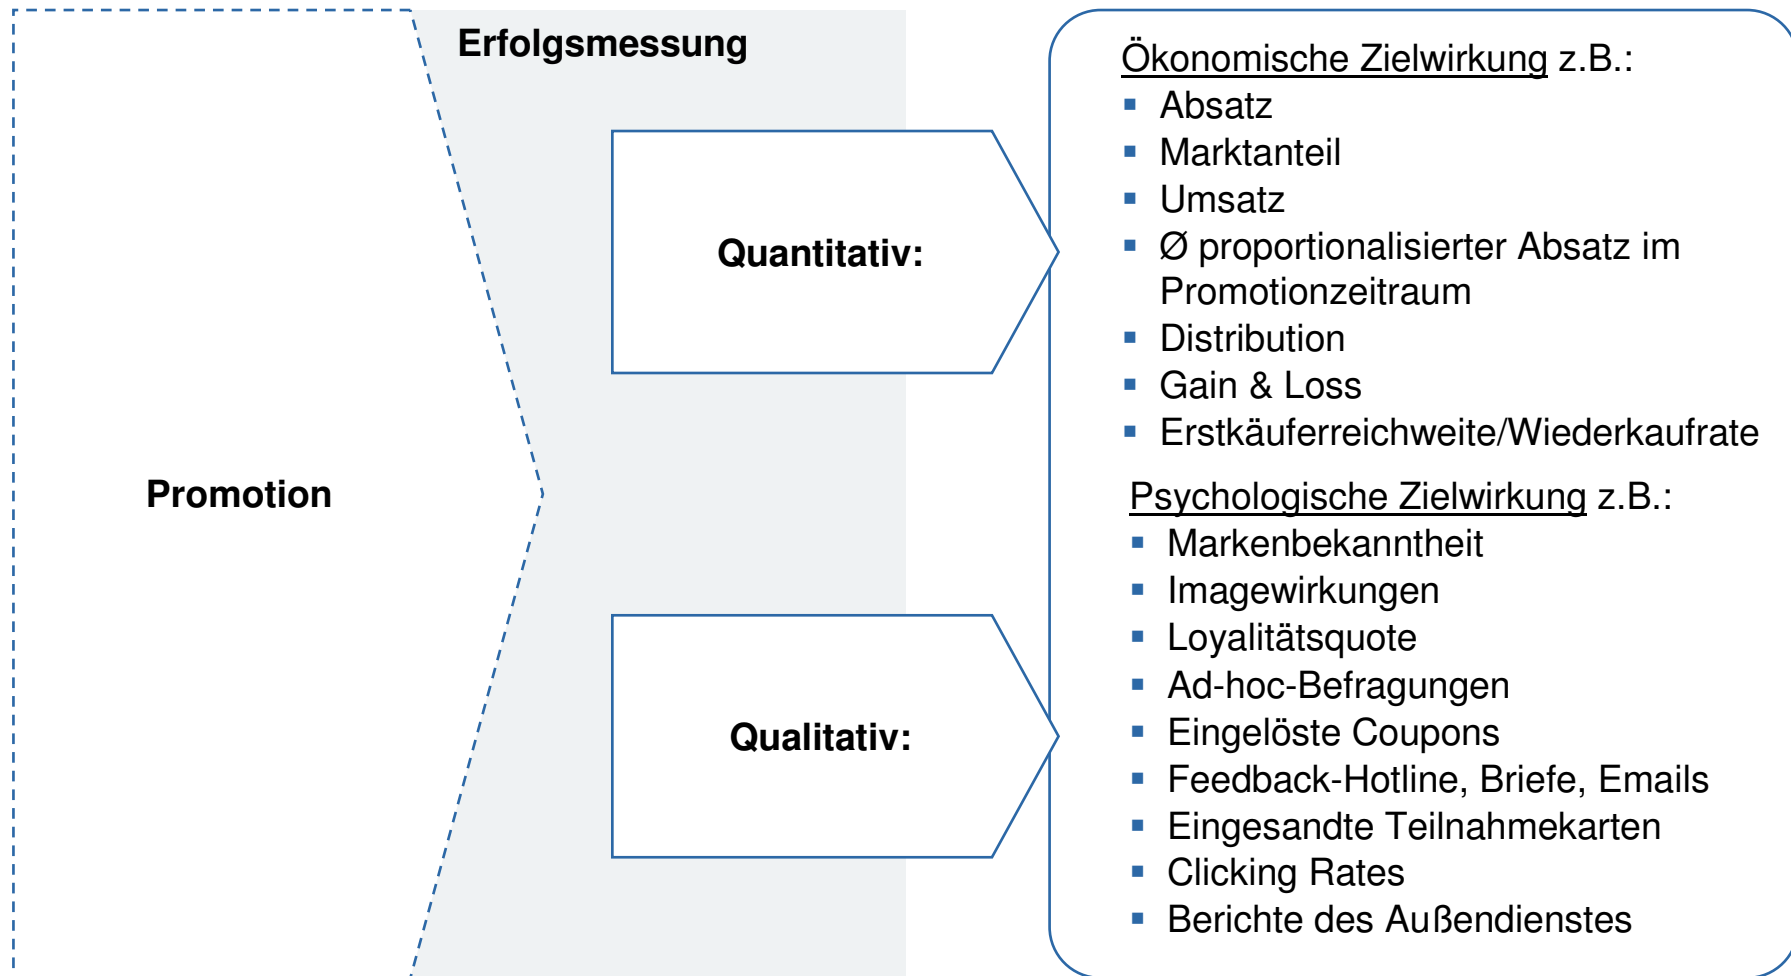 Erfolgsmessung
Promotion
Quantitativ:
Ökonomische Zielwirkung z.B.:
▪ Absatz
▪ Marktanteil
▪ Umsatz
▪ Ø proportionalisierter Absatz im
Promotionzeitraum
▪ Distribution
▪ Gain & Loss
▪ Erstkäuferreichweite/Wiederkaufrate
Qualitativ:
Psychologische Zielwirkung z.B.:
▪ Markenbekanntheit
▪ Imagewirkungen
▪ Loyalitätsquote
▪ Ad-hoc-Befragungen
▪ Eingelöste Coupons
▪ Feedback-Hotline, Briefe, Emails
▪ Eingesandte Teilnahmekarten
▪ Clicking Rates
▪ Berichte des Außendienstes